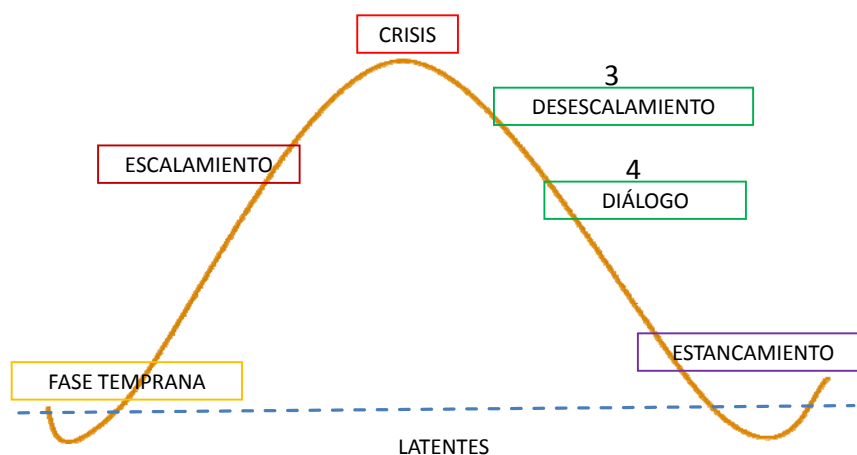 CRISIS
3
DESESCALAMIENTO
ESCALAMIENTO
4
DIÁLOGO
ESTANCAMIENTO
FASE TEMPRANA
LATENTES